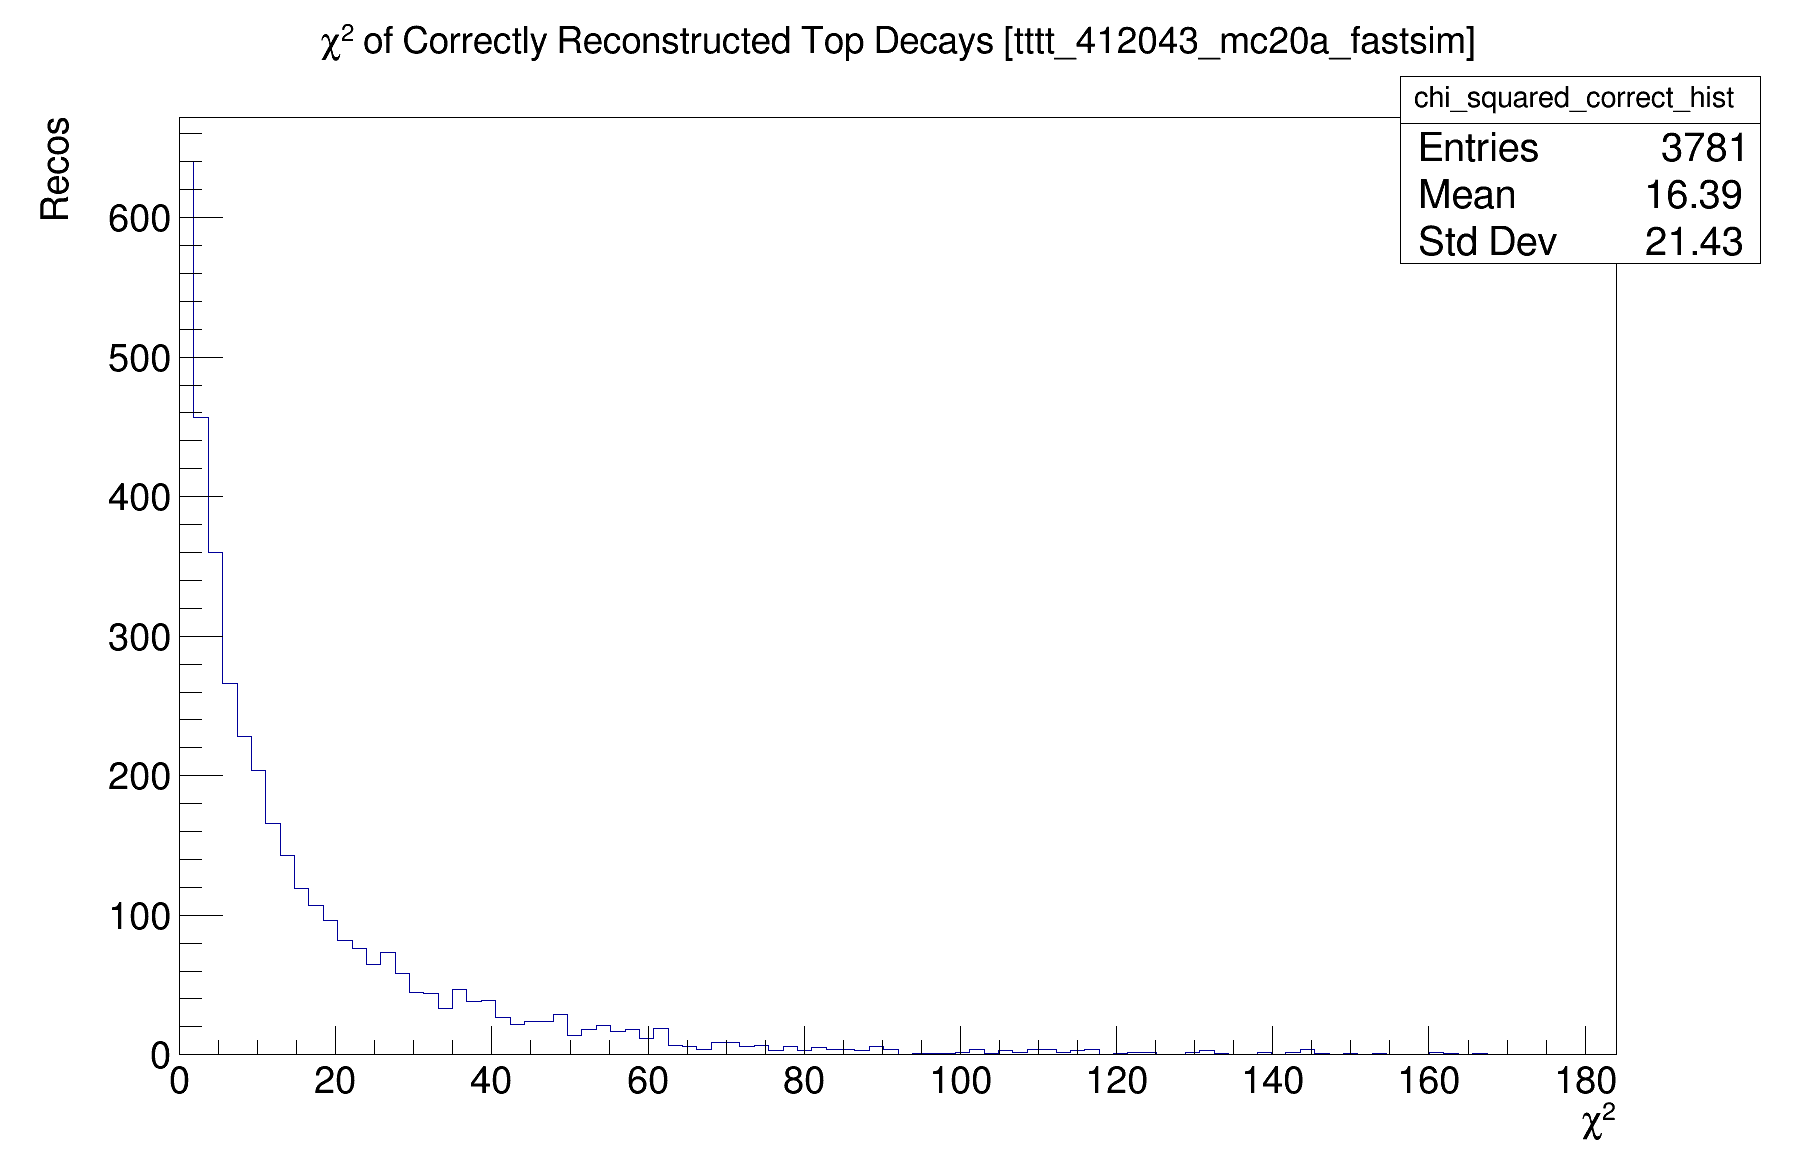 χ² of Correctly Reconstructed Top Decays [tttt_412043_mc20a_fastsim]
chi_squared_correct_hist
Entries 3781
Mean 16.39
Std Dev 21.43
Recos
600
500
400
300
200
100
0
0 20 40 60 80 100 120 140 160 180
χ²